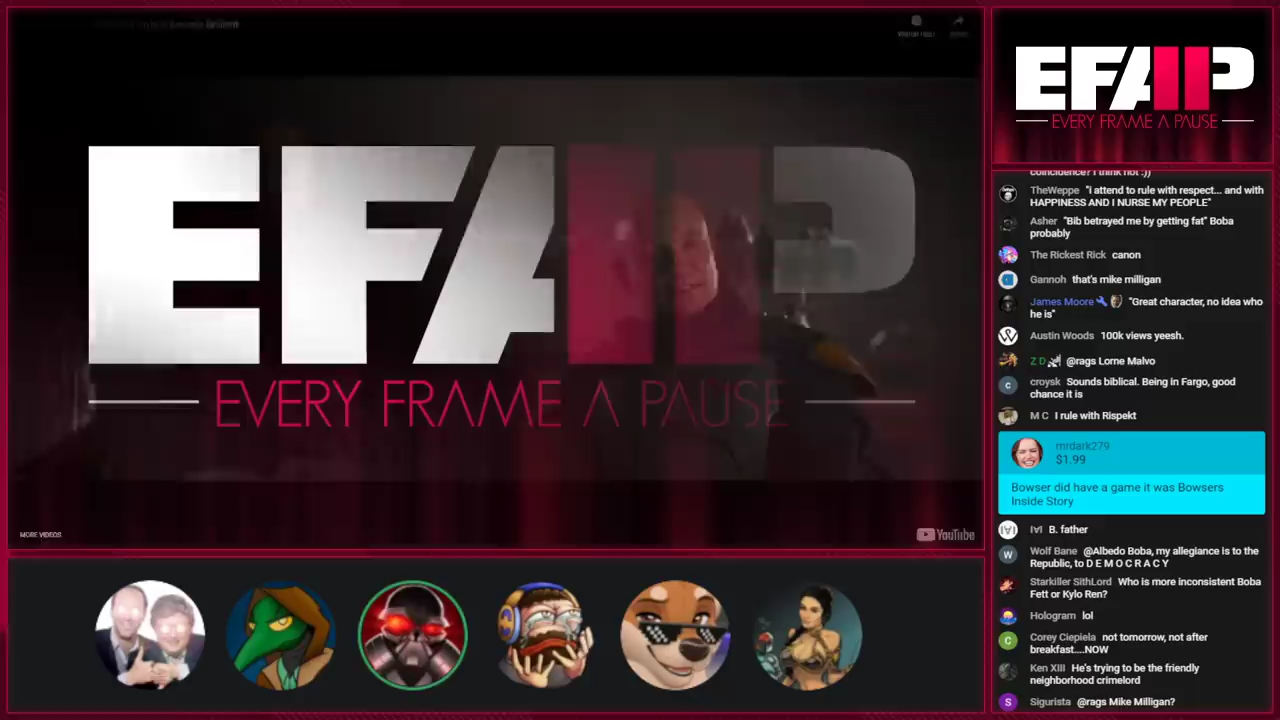 EFAP
EVERY FRAME A PAUSE
MORE VIDEOS
YouTube
EFAP
EVERY FRAME A PAUSE
coincidence? I think not :))
TheWeppe "I attend to rule with respect... and with
HAPPINESS AND I NURSE MY PEOPLE"
Asher "Bib betrayed me by getting fat" Boba
probably
The Rickest Rick canon
Gannoh that's mike milligan
James Moore "Great character, no idea who
he is"
Austin Woods 100k views yeesh.
Z D @rags Lorne Malvo
croysk Sounds biblical. Being in Fargo, good
chance it is
M C I rule with Rispekt
mrdark279
$1.99
Bowser did have a game it was Bowsers
Inside Story
B. father
Wolf Bane @Albedo Boba, my allegiance is to the
Republic, to D E M O C R A C Y
Starkiller SithLord Who is more inconsistent Boba
Fett or Kylo Ren?
Hologram lol
Corey Ciepiela not tomorrow, not after
breakfast....NOW
Ken XIII He's trying to be the friendly
neighborhood crimelord
Sigurista @rags Mike Milligan?